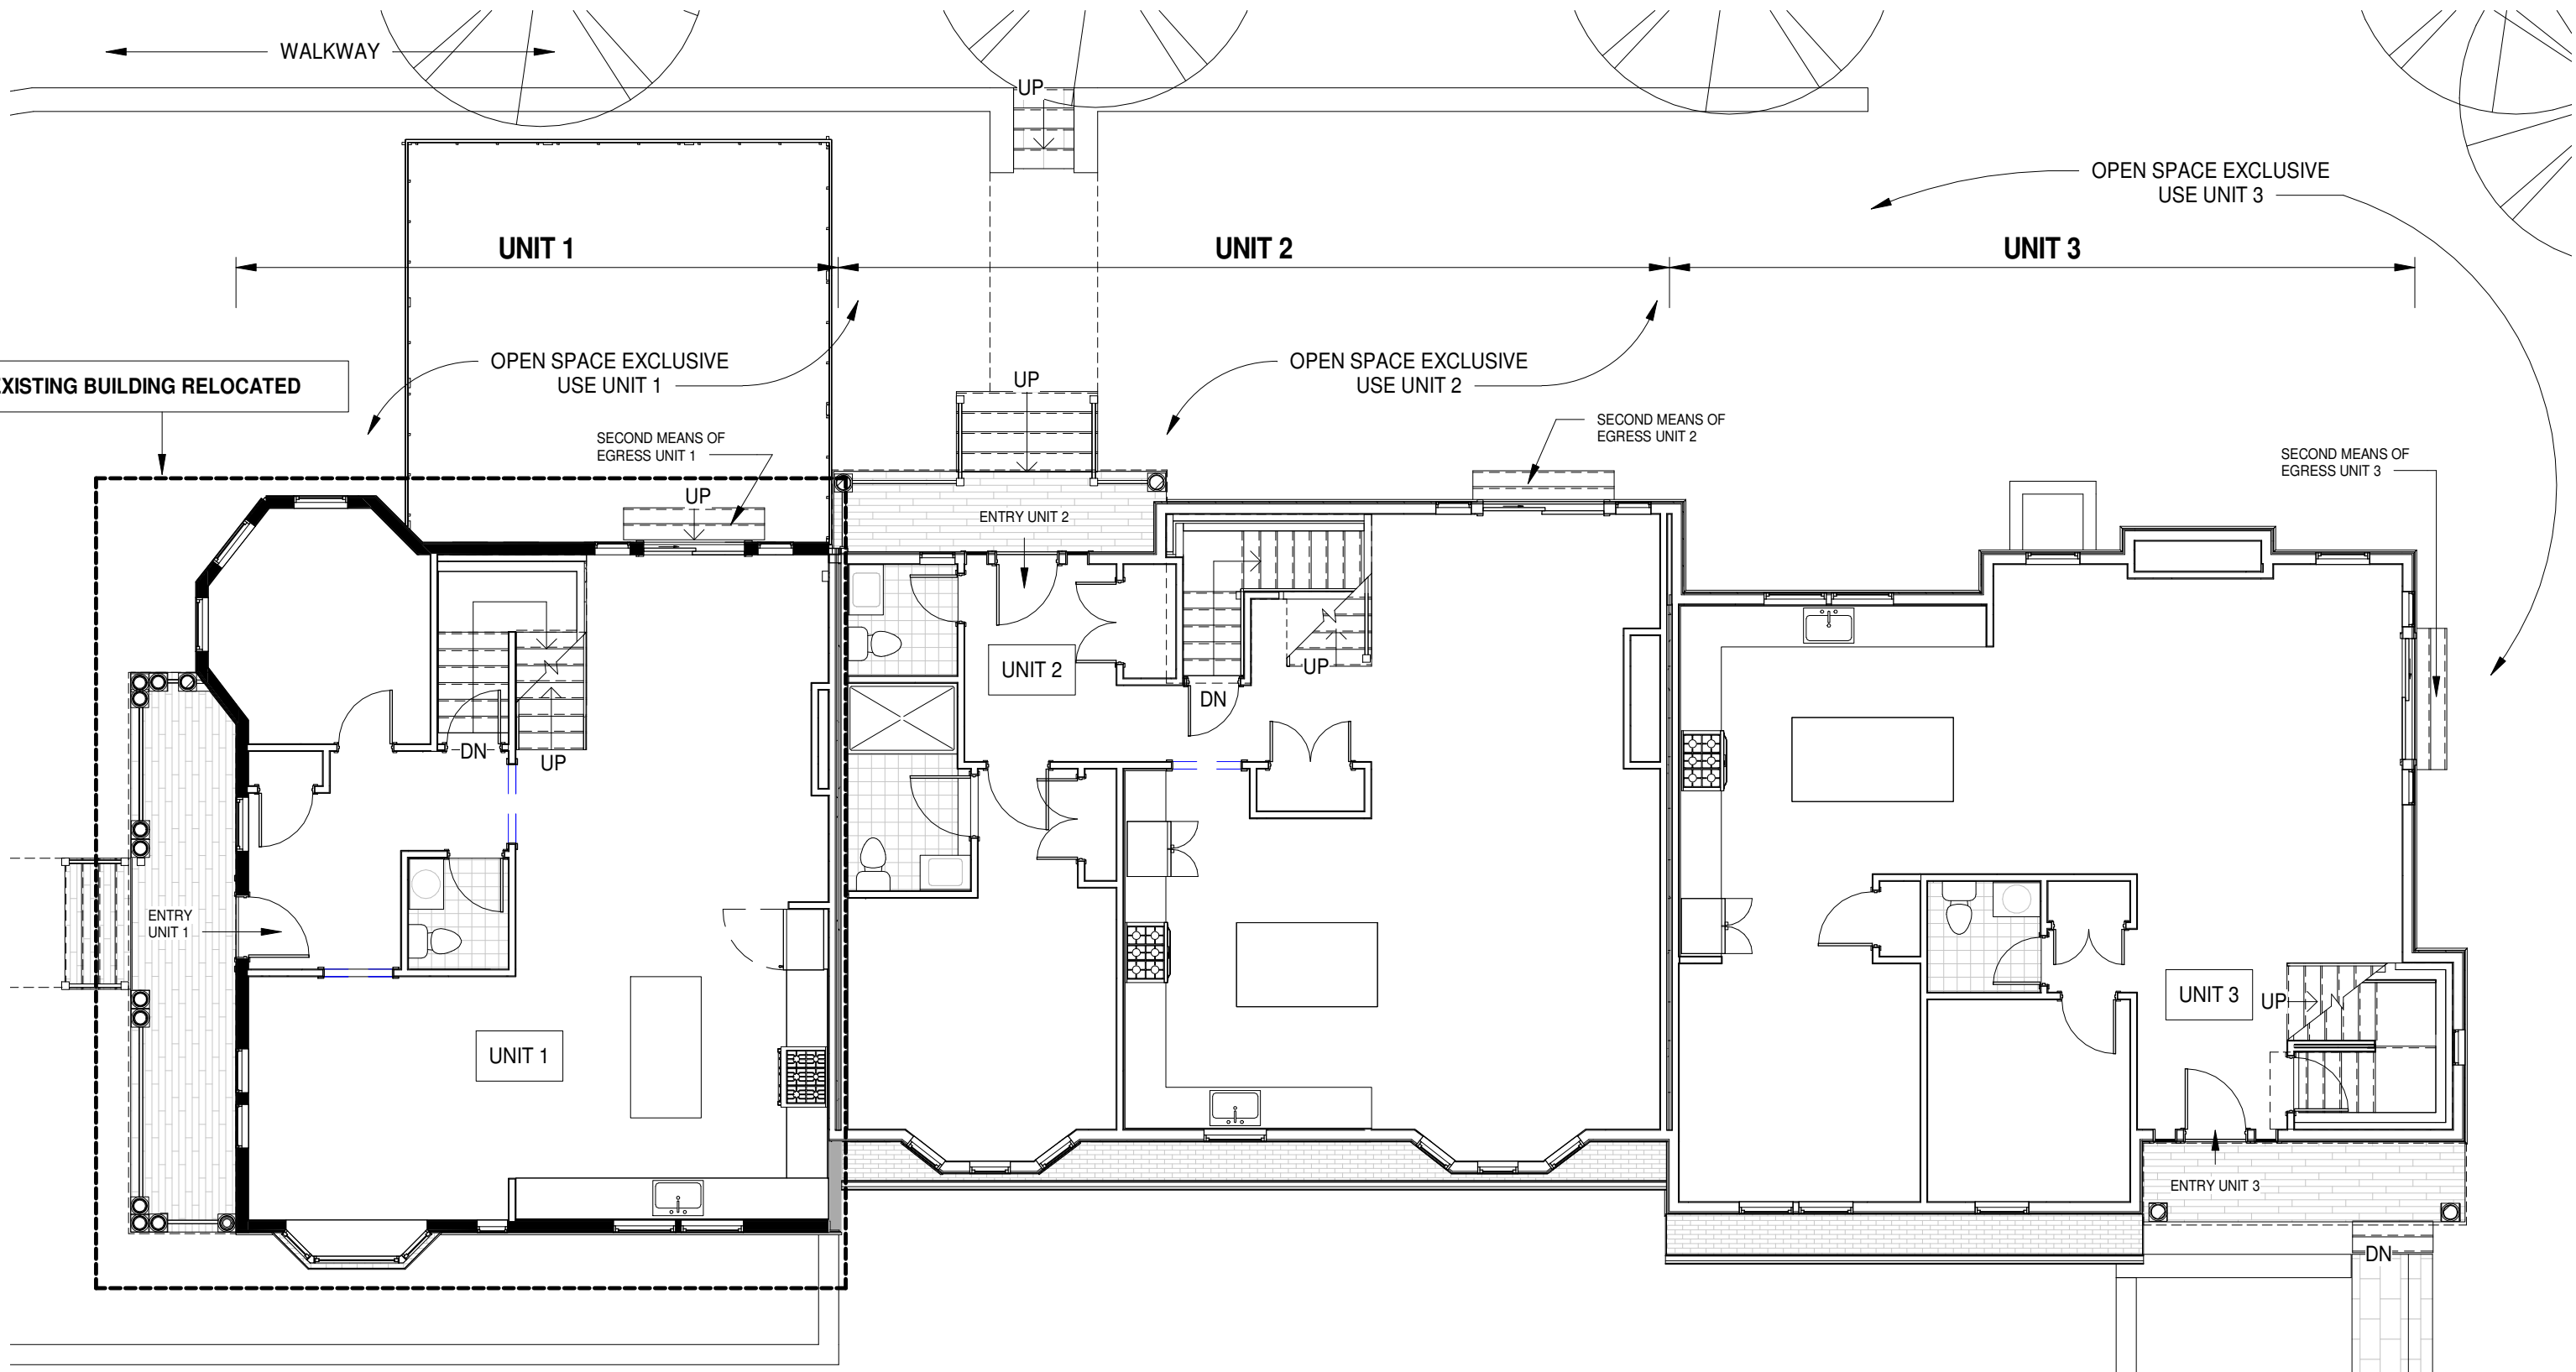 WALKWAY
UP
OPEN SPACE EXCLUSIVE
USE UNIT 3
UNIT 1
UNIT 2
UNIT 3
EXISTING BUILDING RELOCATED
OPEN SPACE EXCLUSIVE
USE UNIT 1
UP
OPEN SPACE EXCLUSIVE
USE UNIT 2
SECOND MEANS OF
EGRESS UNIT 1
SECOND MEANS OF
EGRESS UNIT 2
SECOND MEANS OF
EGRESS UNIT 3
UP
ENTRY UNIT 2
UNIT 2
UP
DN
DN
UP
ENTRY
UNIT 1
UNIT 1
UNIT 3
UP
ENTRY UNIT 3
DN